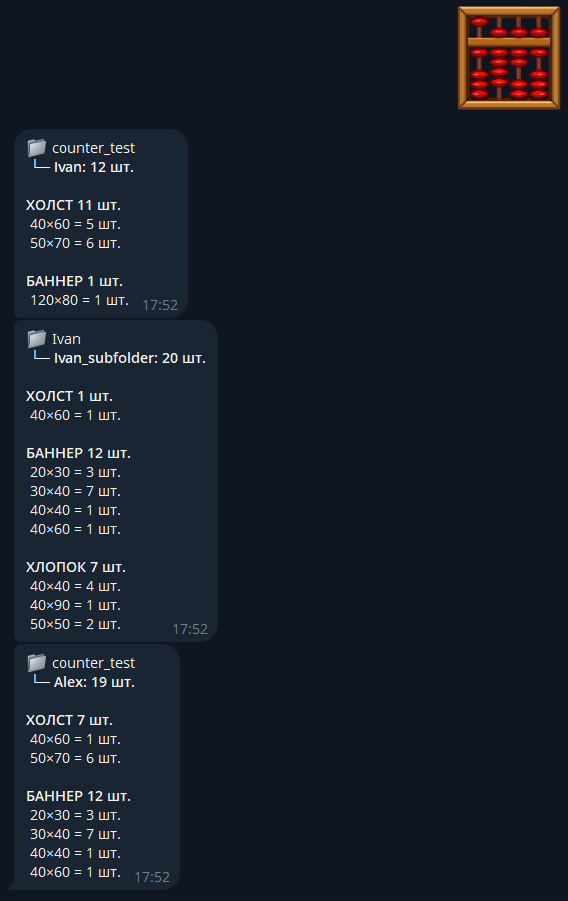 counter_test
└─ Ivan: 12 шт.
ХОЛСТ 11 шт.
40×60 = 5 шт.
50×70 = 6 шт.
БАННЕР 1 шт.
120×80 = 1 шт.
17:52
Ivan
└─ Ivan_subfolder: 20 шт.
ХОЛСТ 1 шт.
40×60 = 1 шт.
БАННЕР 12 шт.
20×30 = 3 шт.
30×40 = 7 шт.
40×40 = 1 шт.
40×60 = 1 шт.
ХЛОПОК 7 шт.
40×40 = 4 шт.
40×90 = 1 шт.
50×50 = 2 шт.
17:52
counter_test
└─ Alex: 19 шт.
ХОЛСТ 7 шт.
40×60 = 1 шт.
50×70 = 6 шт.
БАННЕР 12 шт.
20×30 = 3 шт.
30×40 = 7 шт.
40×40 = 1 шт.
40×60 = 1 шт.
17:52